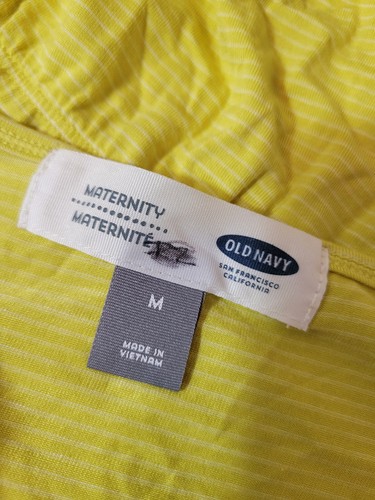 MATERNITY
MATERNITÉ
OLD NAVY
SAN FRANCISCO
CALIFORNIA
M
MADE IN
VIETNAM